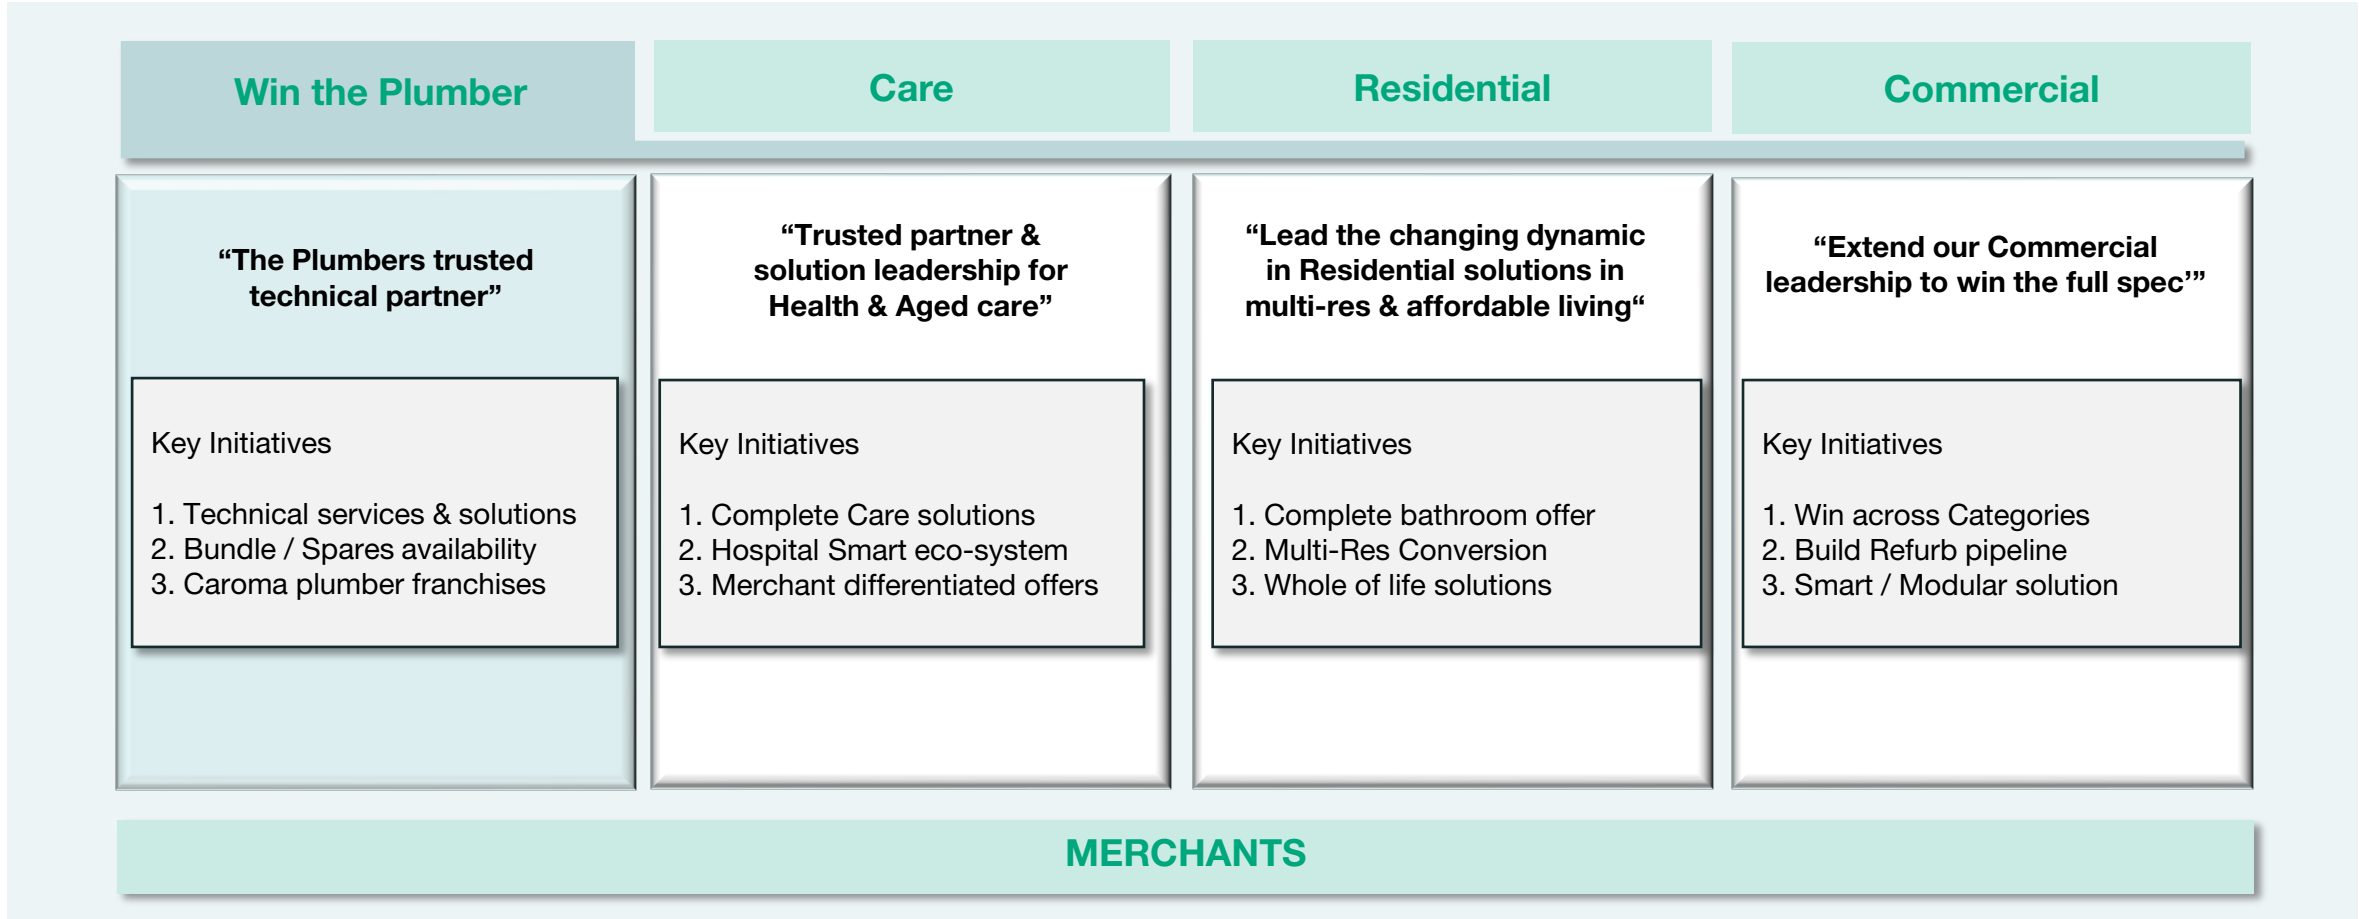 Win the Plumber
Care
Residential
Commercial
“The Plumbers trusted
technical partner”
Key Initiatives
1. Technical services & solutions
2. Bundle / Spares availability
3. Caroma plumber franchises
“Trusted partner &
solution leadership for
Health & Aged care”
Key Initiatives
1. Complete Care solutions
2. Hospital Smart eco-system
3. Merchant differentiated offers
“Lead the changing dynamic
in Residential solutions in
multi-res & affordable living“
Key Initiatives
1. Complete bathroom offer
2. Multi-Res Conversion
3. Whole of life solutions
“Extend our Commercial
leadership to win the full spec’”
Key Initiatives
1. Win across Categories
2. Build Refurb pipeline
3. Smart / Modular solution
MERCHANTS